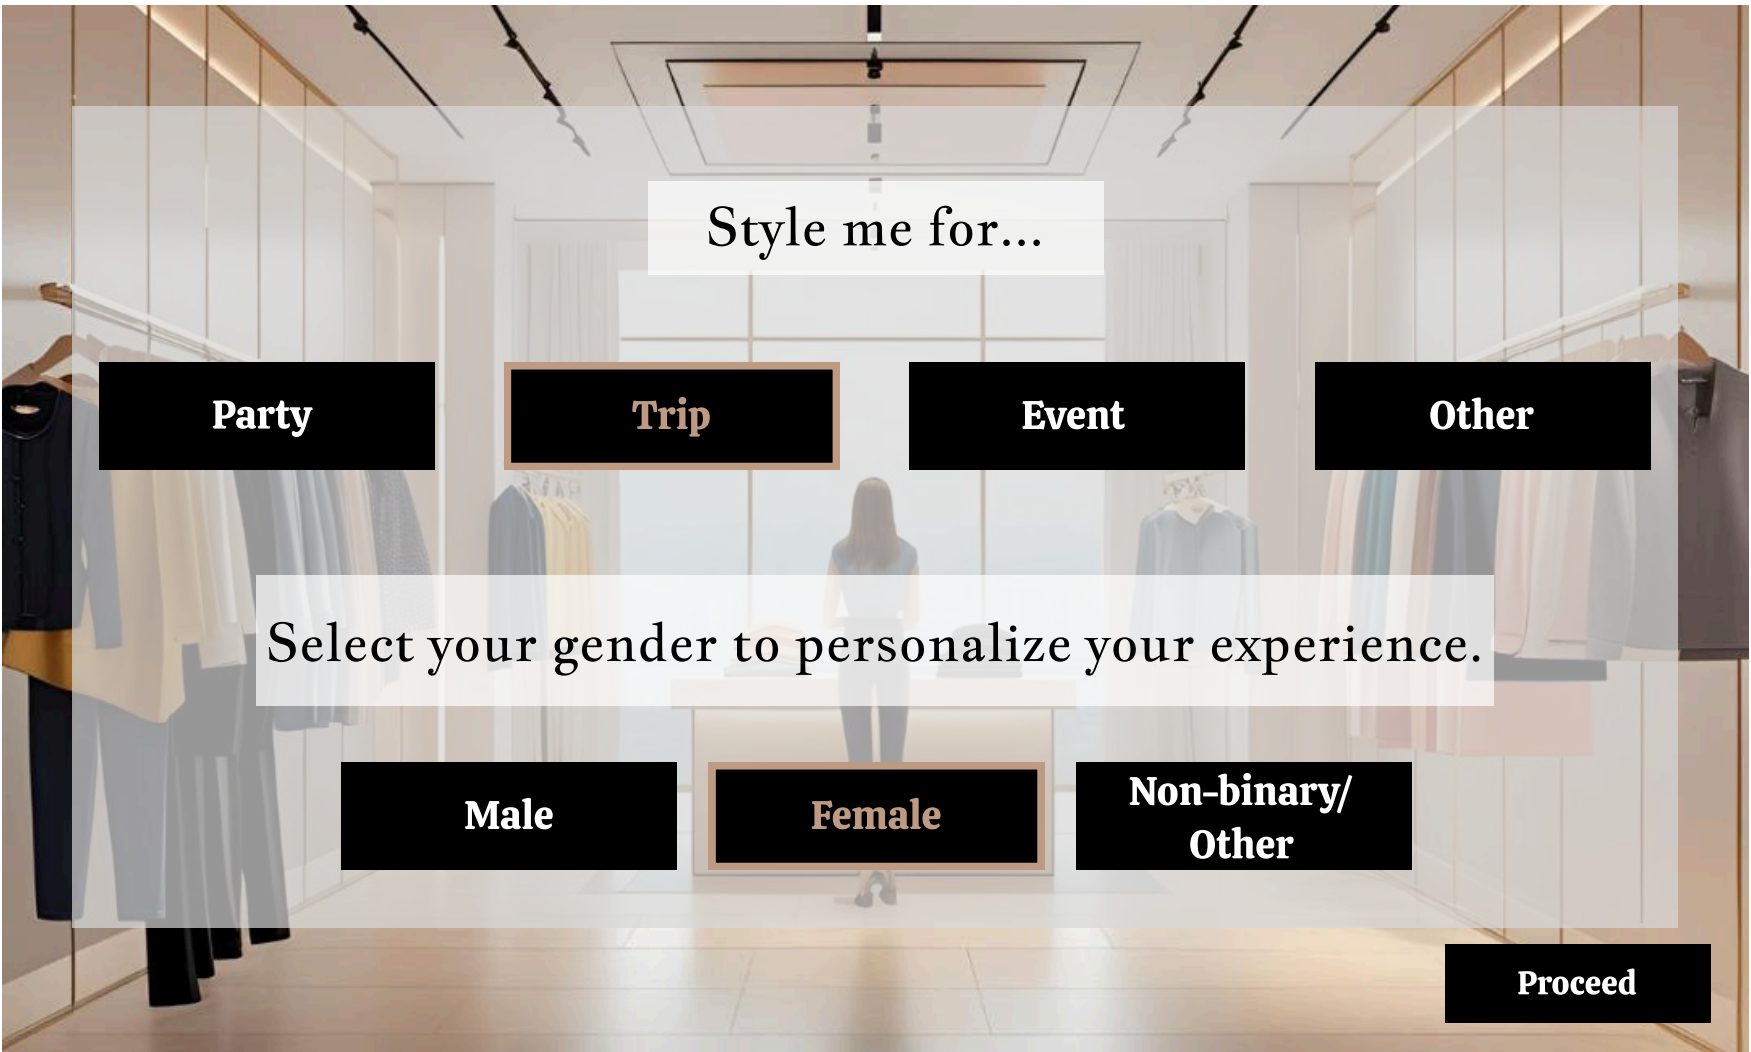 Style me for...
Party
Trip
Event
Other
Select your gender to personalize your experience.
Male
Female
Non-binary/
Other
Proceed